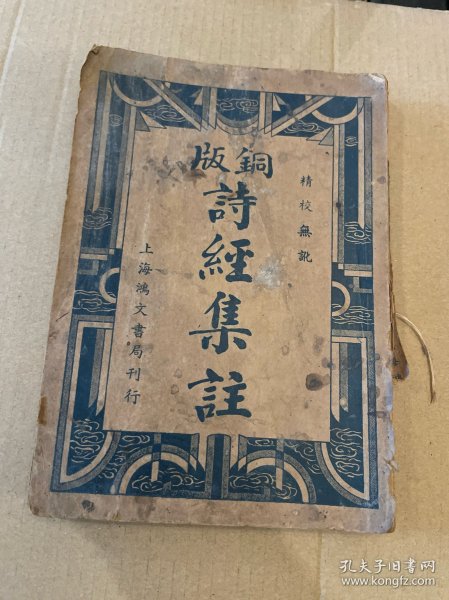 精校無訛
銅版
詩經集註
上海鴻文書局刊行
孔夫子旧书网
www.kongfz.com